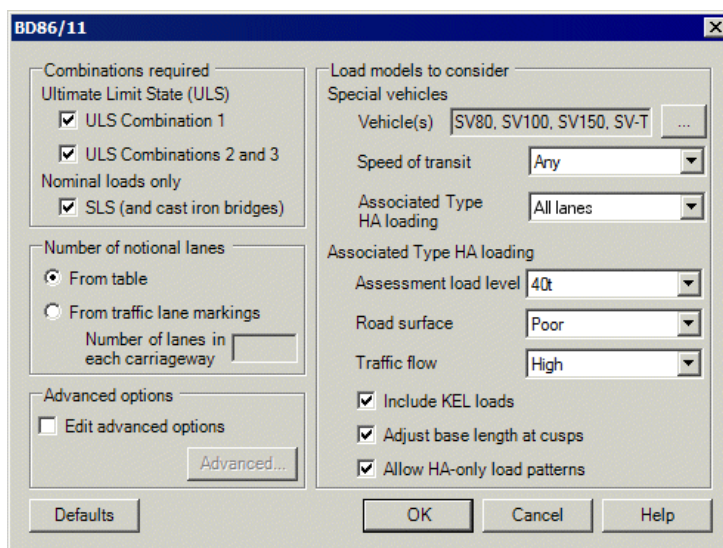 BD86/11
Combinations required
Ultimate Limit State (ULS)
ULS Combination 1
ULS Combinations 2 and 3
Nominal loads only
SLS (and cast iron bridges)
Number of notional lanes
From table
From traffic lane markings
Number of lanes in
each carriageway
Advanced options
Edit advanced options
Advanced...
Load models to consider
Special vehicles
Vehicle(s) SV80, SV100, SV150, SV-T ...
Speed of transit Any
Associated Type
HA loading All lanes
Associated Type HA loading
Assessment load level 40t
Road surface Poor
Traffic flow High
Include KEL loads
Adjust base length at cusps
Allow HA-only load patterns
Defaults OK Cancel Help